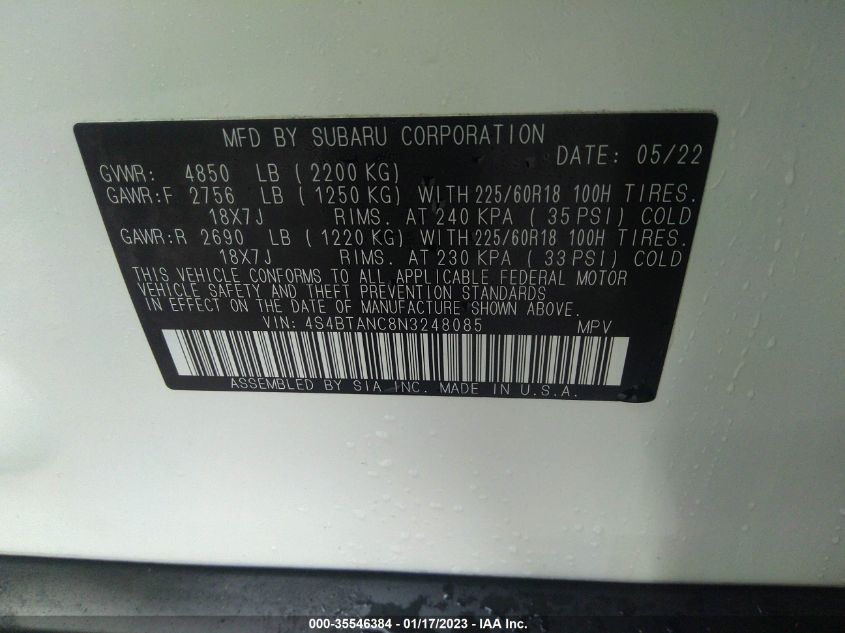 MFD BY SUBARU CORPORATION
DATE: 05/22
GVWR: 4850 LB (2200 KG)
GAWR:F 2756 LB (1250 KG) WITH 225/60R18 100H TIRES.
18X7J RIMS. AT 240 KPA (35 PSI) COLD
GAWR:R 2690 LB (1220 KG) WITH 225/60R18 100H TIRES.
18X7J RIMS. AT 230 KPA (33 PSI) COLD
THIS VEHICLE CONFORMS TO ALL APPLICABLE FEDERAL MOTOR
VEHICLE SAFETY AND THEFT PREVENTION STANDARDS
IN EFFECT ON THE DATE OF MANUFACTURE SHOWN ABOVE.
VIN: 4S4BTANC8N3248085 MPV
ASSEMBLED BY SIA INC. MADE IN U.S.A.
000-35546384 - 01/17/2023 - IAA Inc.